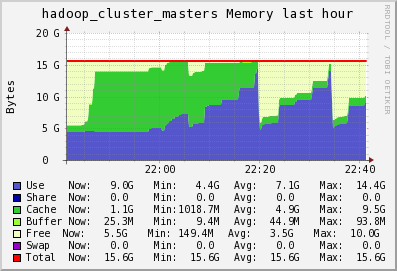 hadoop_cluster_masters Memory last hour
RRDTOOL / TOBI OETIKER
Bytes
20 G
15 G
10 G
5 G
0
22:00 22:20 22:40
Use Now: 9.0G Min: 4.4G Avg: 7.1G Max: 14.4G
Share Now: 0.0 Min: 0.0 Avg: 0.0 Max: 0.0
Cache Now: 1.1G Min:1018.7M Avg: 4.9G Max: 9.5G
Buffer Now: 25.3M Min: 9.4M Avg: 44.9M Max: 93.8M
Free Now: 5.5G Min: 149.4M Avg: 3.5G Max: 10.0G
Swap Now: 0.0 Min: 0.0 Avg: 0.0 Max: 0.0
Total Now: 15.6G Min: 15.6G Avg: 15.6G Max: 15.6G